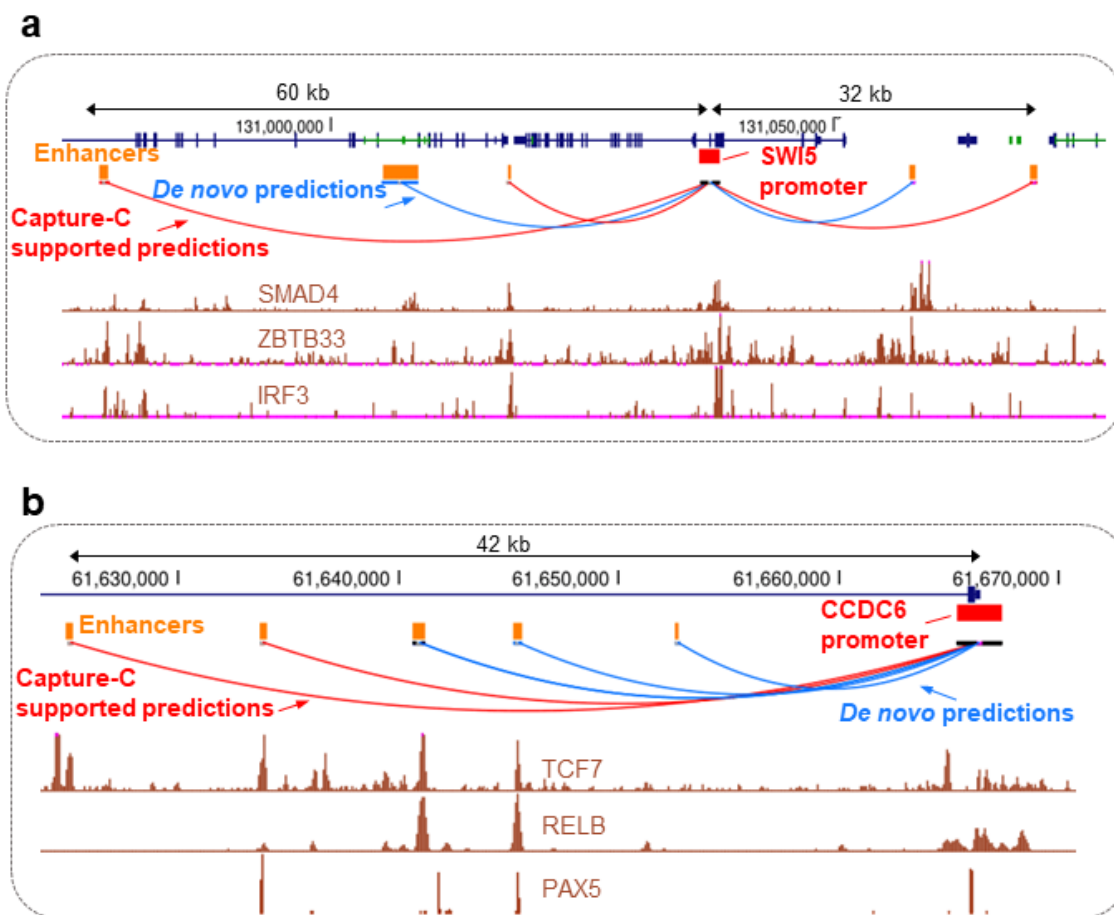 a
60 kb
32 kb
131,000,000 |
131,050,000
Enhancers
De novo predictions
SWI5
promoter
Capture-C
supported predictions
SMAD4
ZBTB33
IRF3
b
42 kb
61,630,000 |
61,640,000 |
61,650,000 |
61,660,000 |
61,670,000 |
Enhancers
CCDC6
promoter
Capture-C
supported predictions
De novo predictions
TCF7
RELB
PAX5